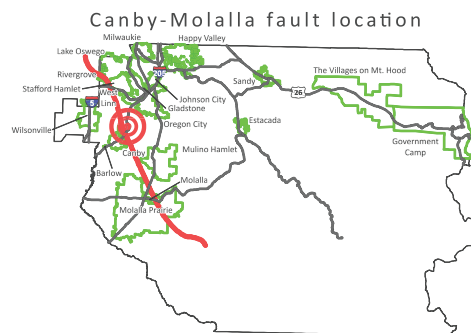 Canby-Molalla fault location
Milwaukie
Happy Valley
Lake Oswego
Rivergrove
205
Stafford Hamlet
West
Linn
Johnson City
Gladstone
Sandy
26
The Villages on Mt. Hood
5
Oregon City
Estacada
Wilsonville
Government
Camp
Canby
Mulino Hamlet
Barlow
Molalla
Molalla Prairie